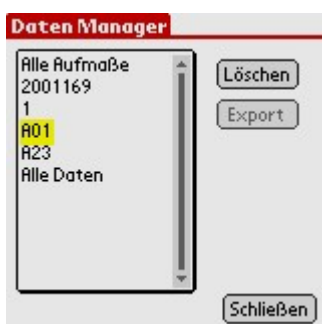 Daten Manager
Alle Aufmaße
2001169
1
A01
A23
Alle Daten
Löschen
Export
Schließen